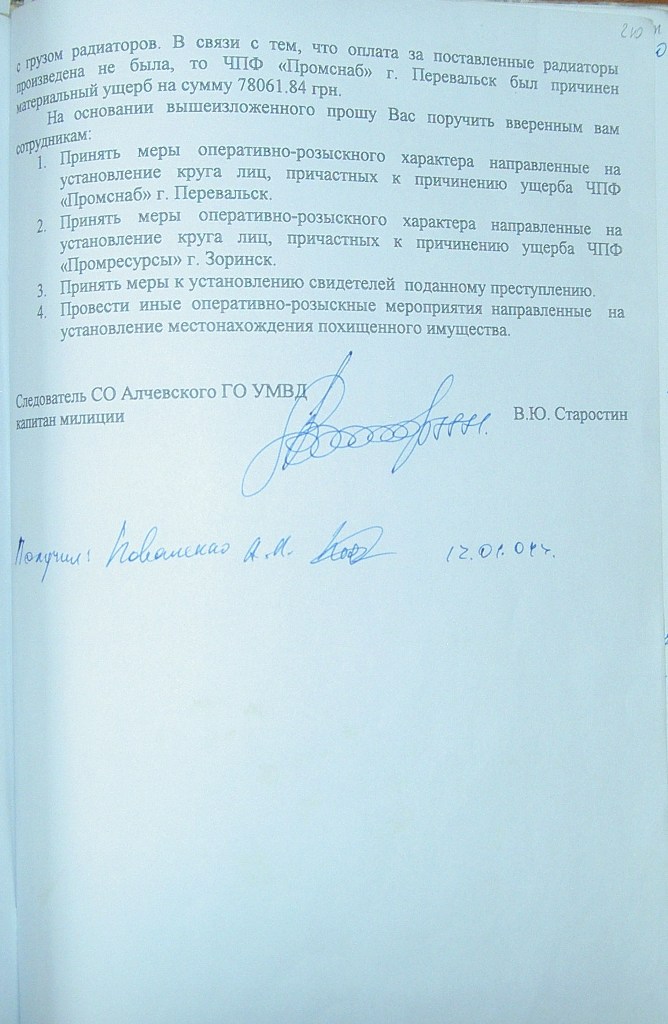 210
с грузом радиаторов. В связи с тем, что оплата за поставленные радиаторы
произведена не была, то ЧПФ «Промснаб» г. Перевальск был причинен
материальный ущерб на сумму 78061.84 грн.
На основании вышеизложенного прошу Вас поручить вверенным вам
сотрудникам:
1. Принять меры оперативно-розыскного характера направленные на
установление круга лиц, причастных к причинению ущерба ЧПФ
«Промснаб» г. Перевальск.
2. Принять меры оперативно-розыскного характера направленные на
установление круга лиц, причастных к причинению ущерба ЧПФ
«Промресурсы» г. Зоринск.
3. Принять меры к установлению свидетелей поданному преступлению.
4. Провести иные оперативно-розыскные мероприятия направленные на
установление местонахождения похищенного имущества.
Следователь СО Алчевского ГО УМВД
капитан милиции В.Ю. Старостин
Получил: Коваленко А.И. 12.01.04г.